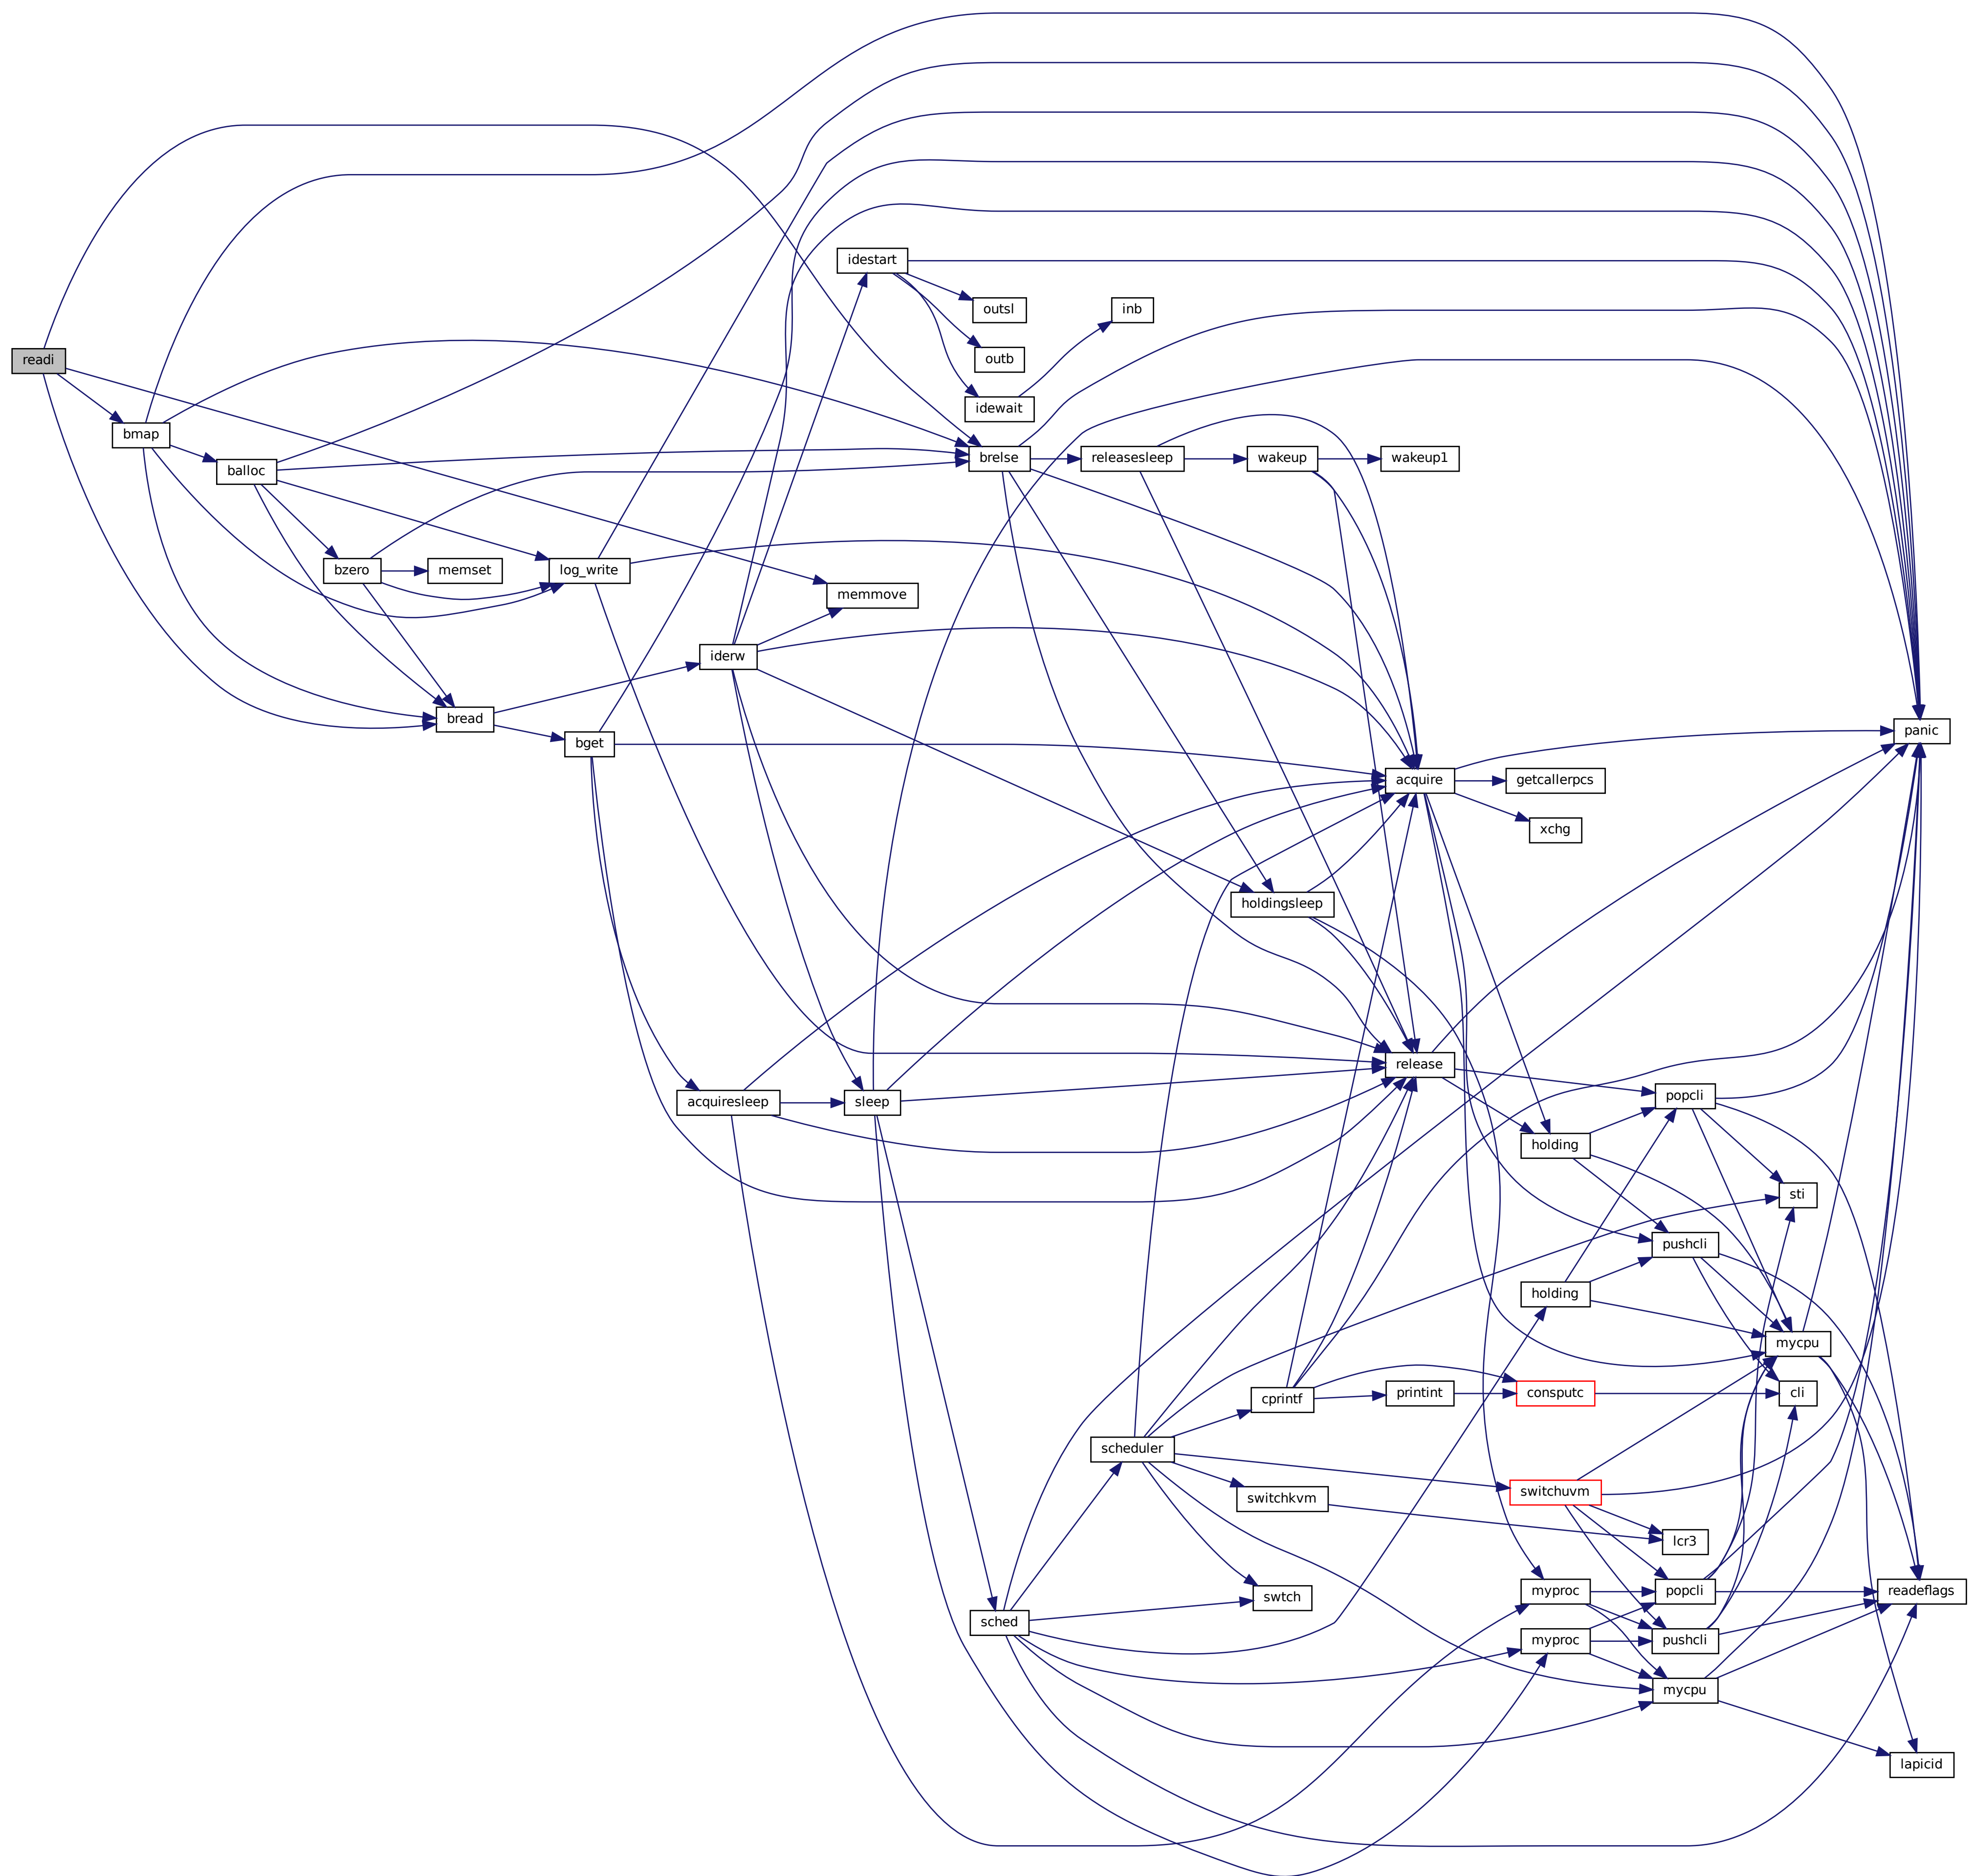 readi
bmap
balloc
bzero
memset
bread
log_write
bget
iderw
acquiresleep
memmove
idestart
sleep
outsl
outb
idewait
brelse
sched
inb
releasesleep
scheduler
wakeup
holdingsleep
cprintf
switchkvm
swtch
wakeup1
acquire
release
printint
getcallerpcs
xchg
holding
holding
consputc
switchuvm
myproc
myproc
popcli
pushcli
lcr3
popcli
pushcli
mycpu
sti
mycpu
cli
panic
readeflags
lapicid